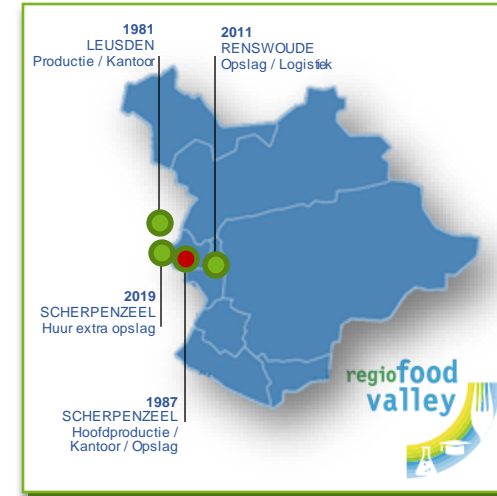 1981
LEUSDEN
Productie / Kantoor
2011
RENSWOUDE
Opslag / Logistiek
2019
SCHERPENZEEL
Huur extra opslag
1987
SCHERPENZEEL
Hoofdproductie /
Kantoor / Opslag
regiofood
valley